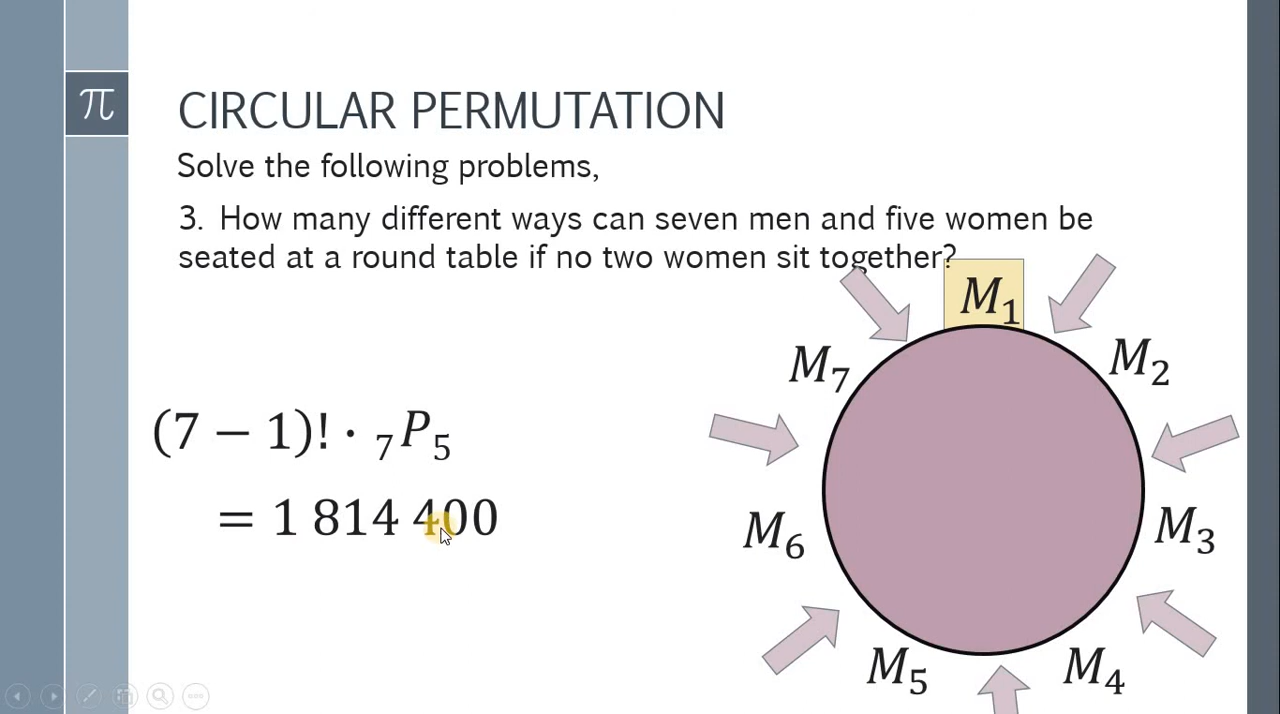 π
CIRCULAR PERMUTATION
Solve the following problems,
3. How many different ways can seven men and five women be
seated at a round table if no two women sit together?
M₁
M₇
M₂
(7 − 1)! · ₇P₅
= 1 814 400
M₆
M₃
M₅
M₄